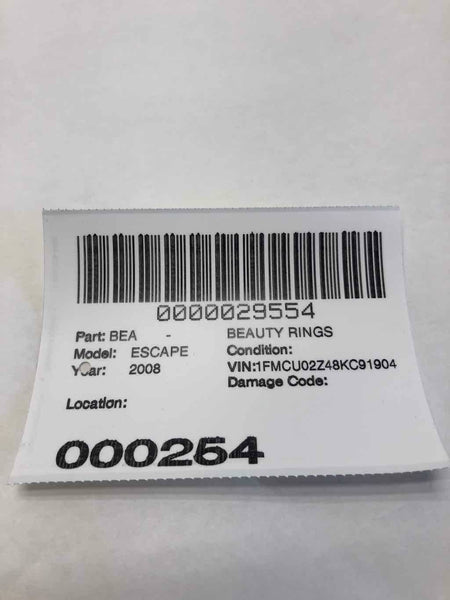 0000029554
Part: BEA - BEAUTY RINGS
Model: ESCAPE Condition:
Year: 2008 VIN:1FMCU02Z48KC91904
Damage Code:
Location:
000254